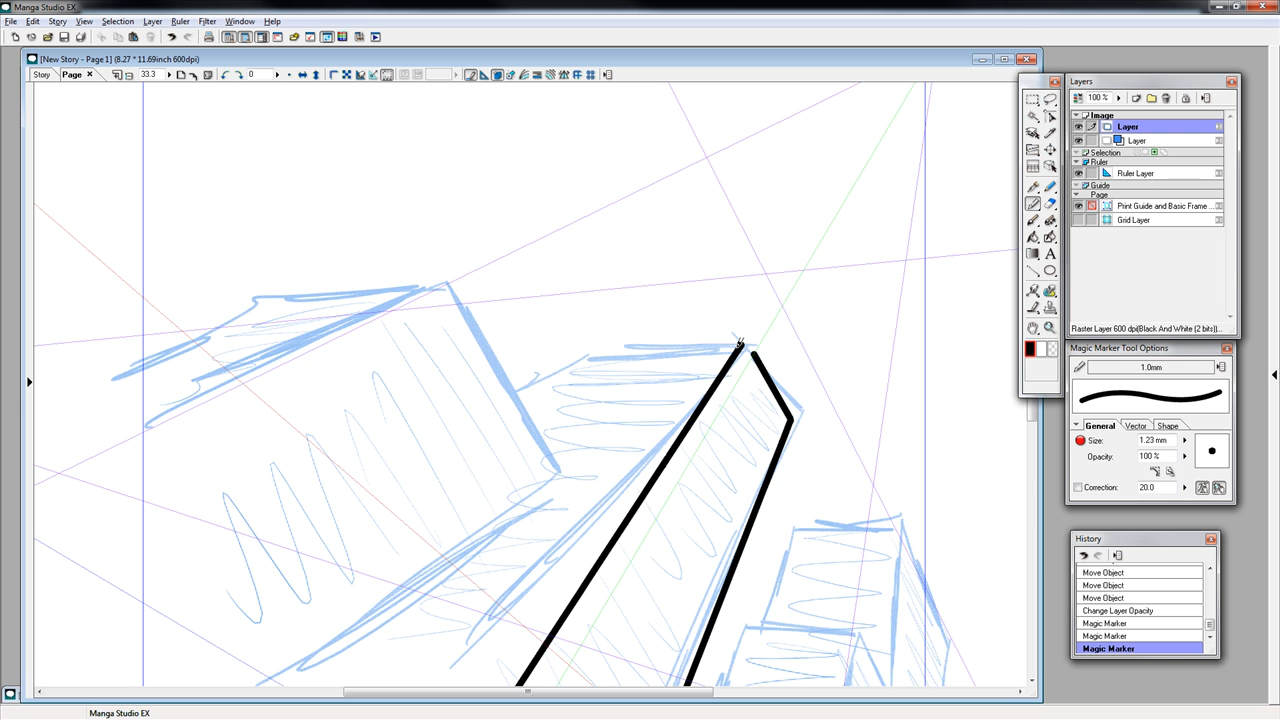 Manga Studio EX
File Edit Story View Selection Layer Ruler Filter Window Help
[New Story - Page 1] (8.27 * 11.69inch 600dpi)
Story Page 33.3 0
Layers
100 %
Image
Layer
Layer
Selection
Ruler
Ruler Layer
Guide
Page
Print Guide and Basic Frame ...
Grid Layer
Raster Layer 600 dpi(Black And White (2 bits))...
Magic Marker Tool Options
1.0mm
General Vector Shape
Size: 1.23 mm
Opacity: 100 %
Correction: 20.0
History
Move Object
Move Object
Move Object
Change Layer Opacity
Magic Marker
Magic Marker
Magic Marker
Manga Studio EX